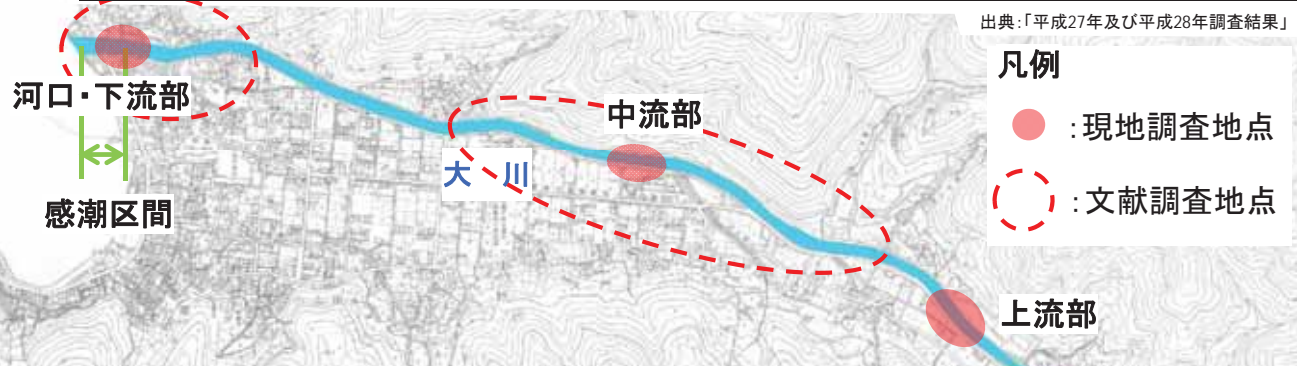 出典：「平成27年及び平成28年調査結果」
凡例
：現地調査地点
：文献調査地点
河口・下流部
中流部
大 川
感潮区間
上流部